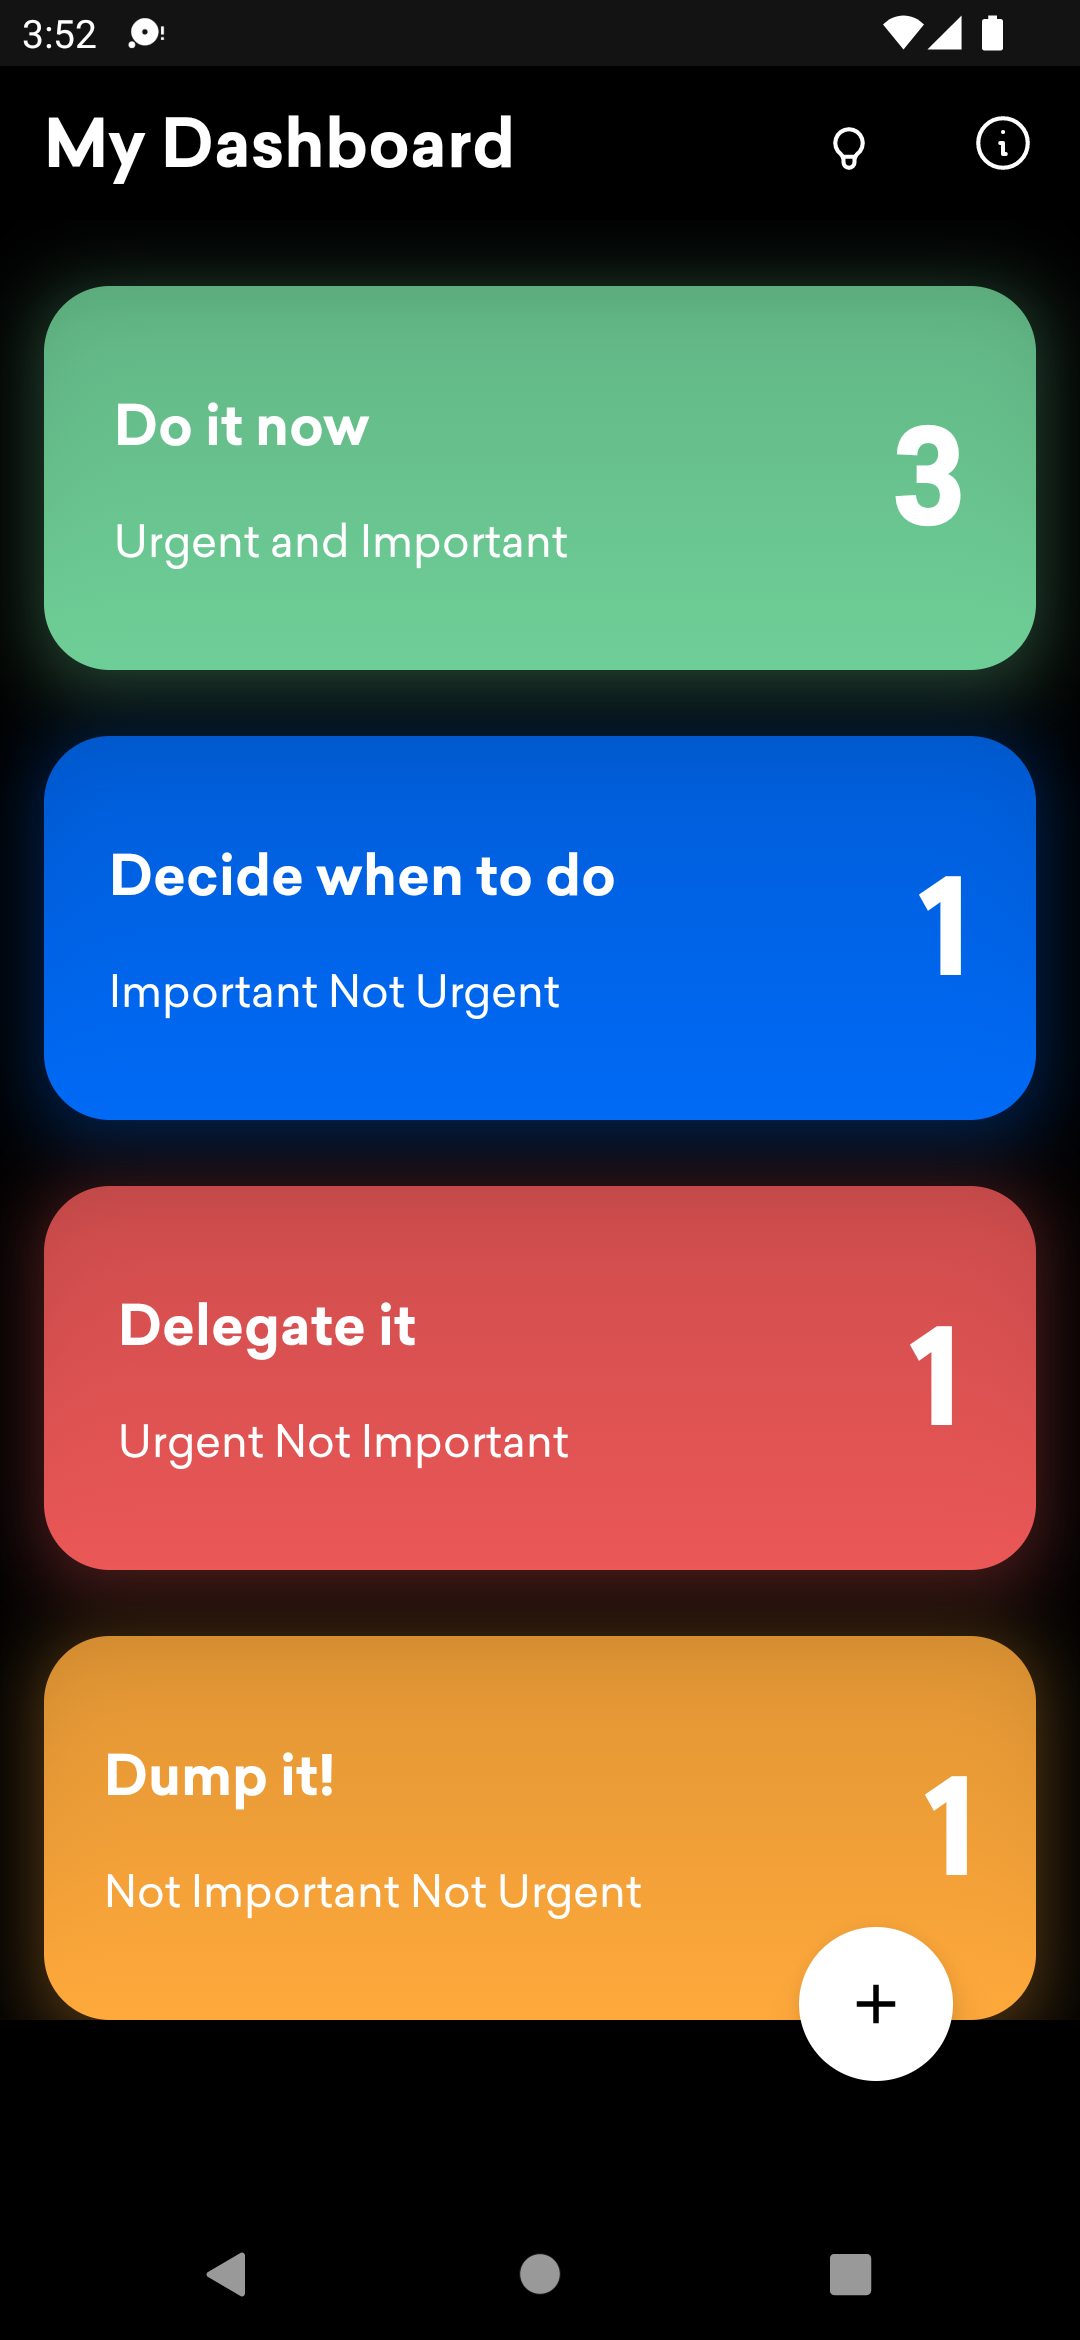 3:52
My Dashboard
Do it now
3
Urgent and Important
Decide when to do
1
Important Not Urgent
Delegate it
1
Urgent Not Important
Dump it!
1
Not Important Not Urgent
+